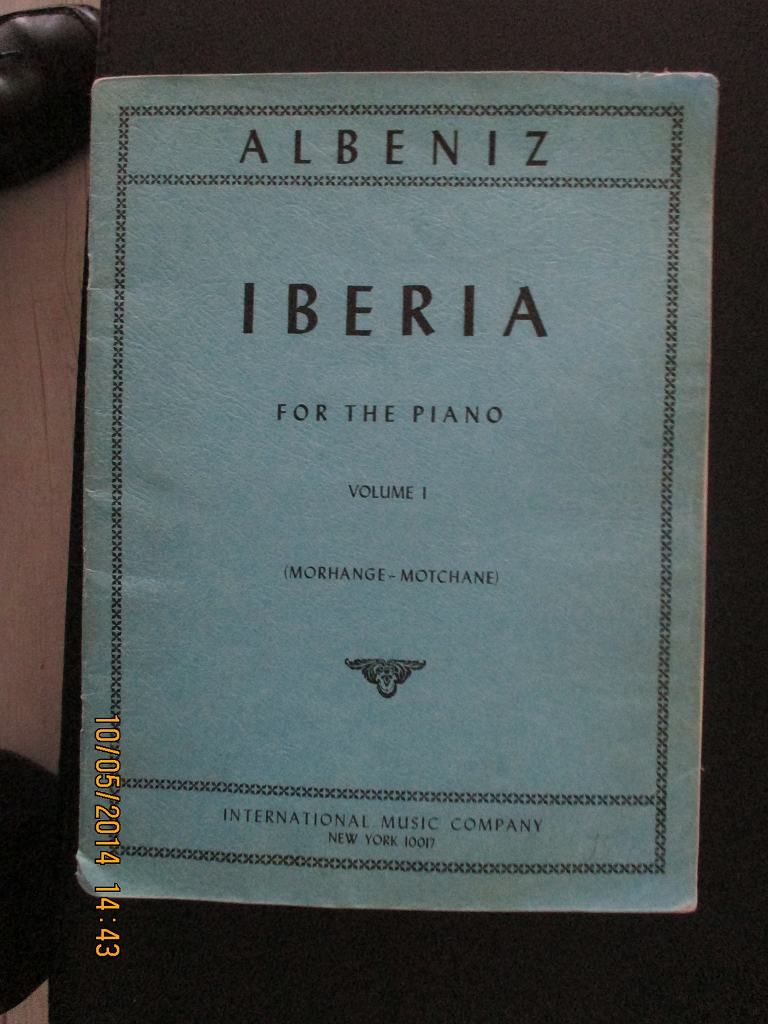 ALBENIZ
IBERIA
FOR THE PIANO
VOLUME I
(MORHANGE-MOTCHANE)
INTERNATIONAL MUSIC COMPANY
NEW YORK 10017
10/05/2014 14:43